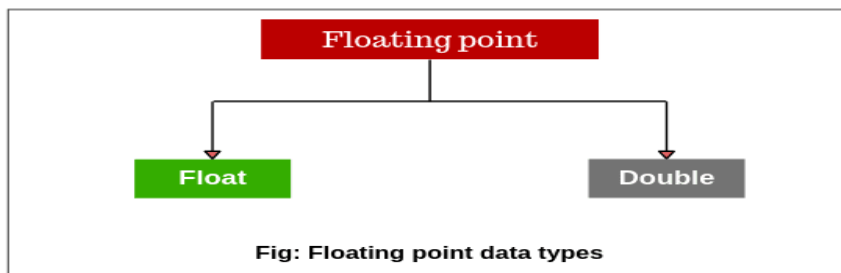 Floating point
Float
Double
Fig: Floating point data types